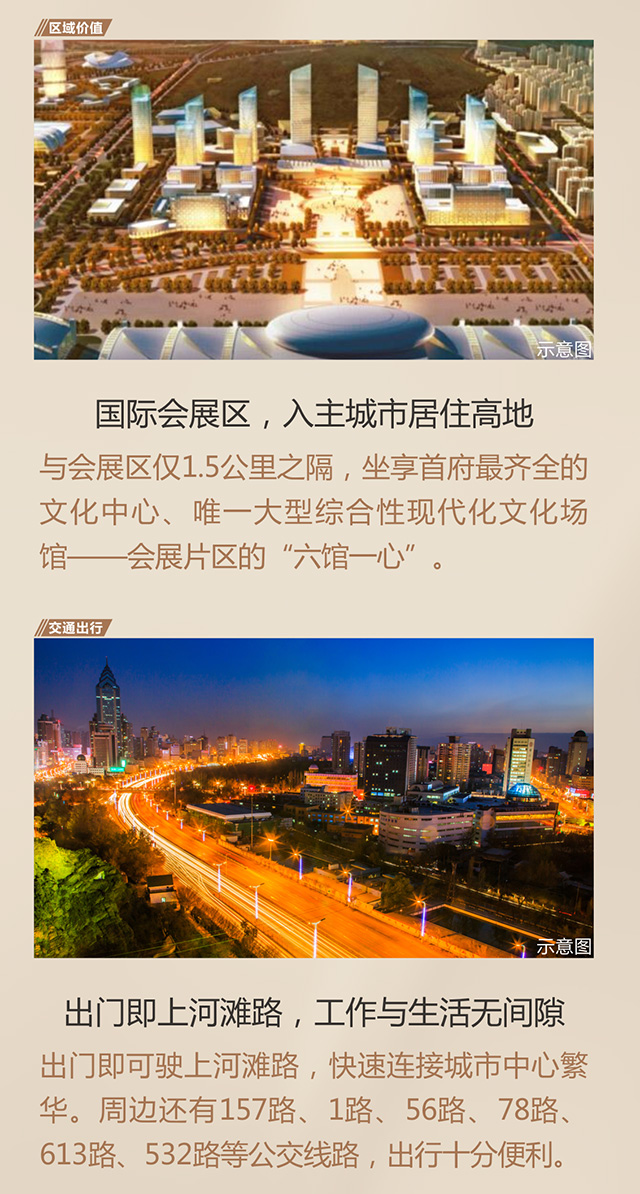 区域价值
示意图
国际会展区，入主城市居住高地
与会展区仅1.5公里之隔，坐享首府最齐全的
文化中心、唯一大型综合性现代化文化场
馆——会展片区的“六馆一心”。
交通出行
示意图
出门即上河滩路，工作与生活无间隙
出门即可驶上河滩路，快速连接城市中心繁
华。周边还有157路、1路、56路、78路、
613路、532路等公交线路，出行十分便利。